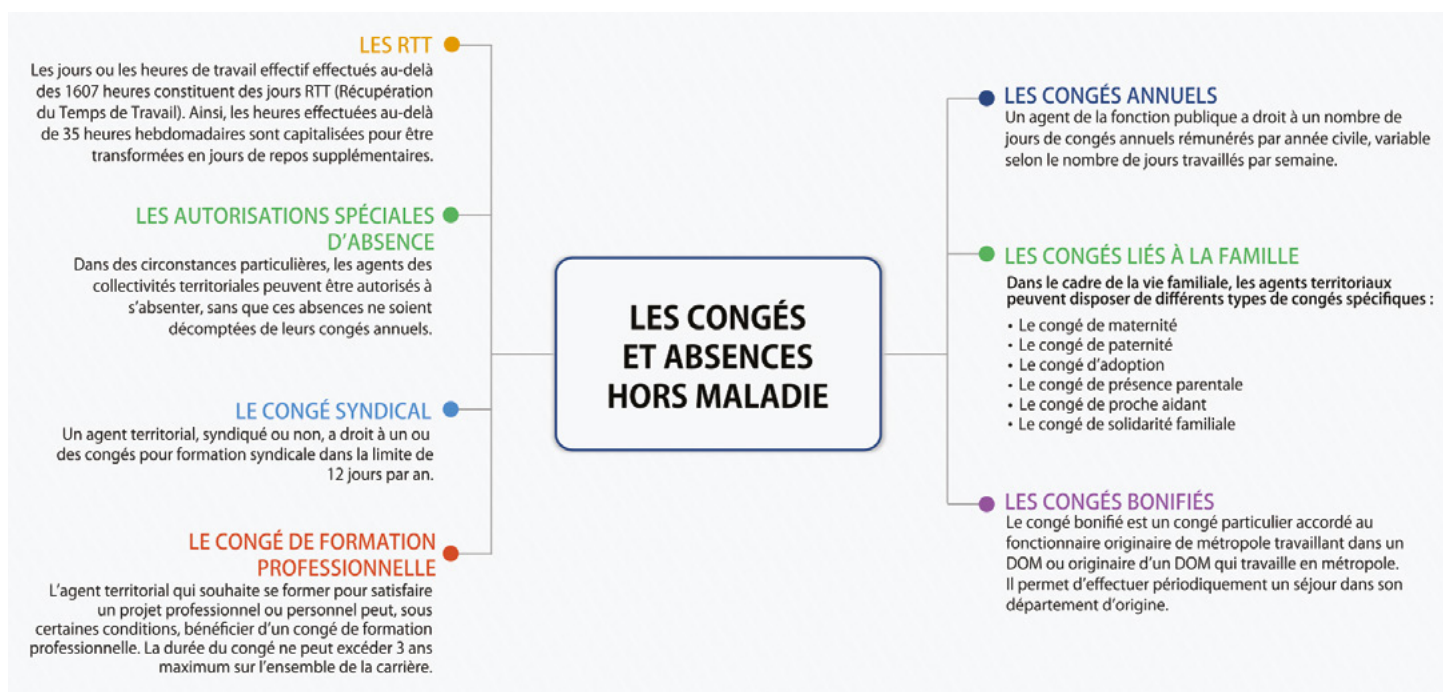 LES RTT
Les jours ou les heures de travail effectif effectués au-delà
des 1607 heures constituent des jours RTT (Récupération
du Temps de Travail). Ainsi, les heures effectuées au-delà
de 35 heures hebdomadaires sont capitalisées pour être
transformées en jours de repos supplémentaires.
LES AUTORISATIONS SPÉCIALES
D’ABSENCE
Dans des circonstances particulières, les agents des
collectivités territoriales peuvent être autorisés à
s’absenter, sans que ces absences ne soient
décomptées de leurs congés annuels.
LE CONGÉ SYNDICAL
Un agent territorial, syndiqué ou non, a droit à un ou
des congés pour formation syndicale dans la limite de
12 jours par an.
LE CONGÉ DE FORMATION
PROFESSIONNELLE
L’agent territorial qui souhaite se former pour satisfaire
un projet professionnel ou personnel peut, sous
certaines conditions, bénéficier d’un congé de formation
professionnelle. La durée du congé ne peut excéder 3 ans
maximum sur l’ensemble de la carrière.
LES CONGÉS
ET ABSENCES
HORS MALADIE
LES CONGÉS ANNUELS
Un agent de la fonction publique a droit à un nombre de
jours de congés annuels rémunérés par année civile, variable
selon le nombre de jours travaillés par semaine.
LES CONGÉS LIÉS À LA FAMILLE
Dans le cadre de la vie familiale, les agents territoriaux
peuvent disposer de différents types de congés spécifiques :
• Le congé de maternité
• Le congé de paternité
• Le congé d’adoption
• Le congé de présence parentale
• Le congé de proche aidant
• Le congé de solidarité familiale
LES CONGÉS BONIFIÉS
Le congé bonifié est un congé particulier accordé au
fonctionnaire originaire de métropole travaillant dans un
DOM ou originaire d’un DOM qui travaille en métropole.
Il permet d’effectuer périodiquement un séjour dans son
département d’origine.